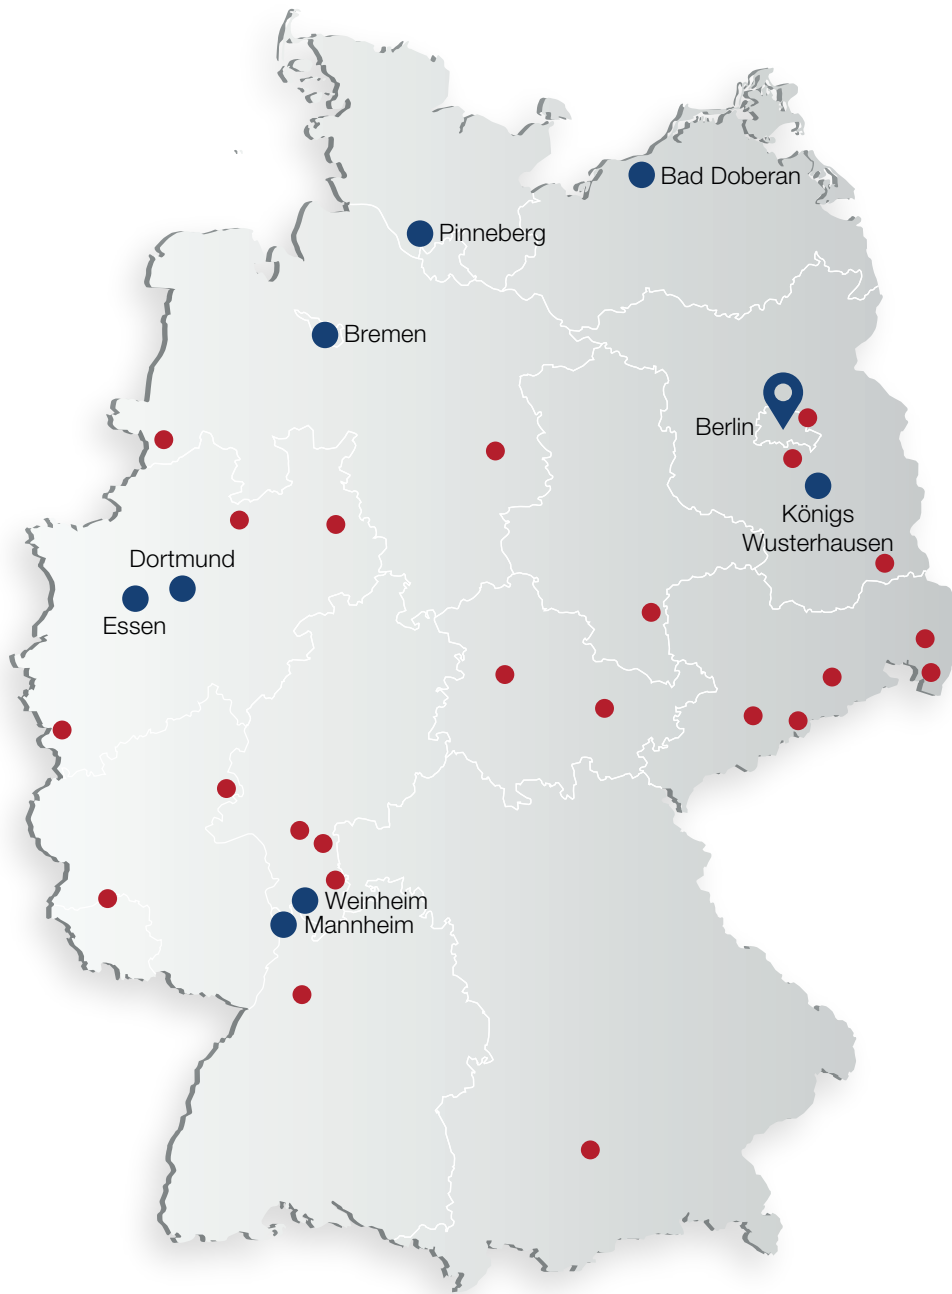 Bad Doberan
Pinneberg
Bremen
Berlin
Königs
Wusterhausen
Dortmund
Essen
Weinheim
Mannheim